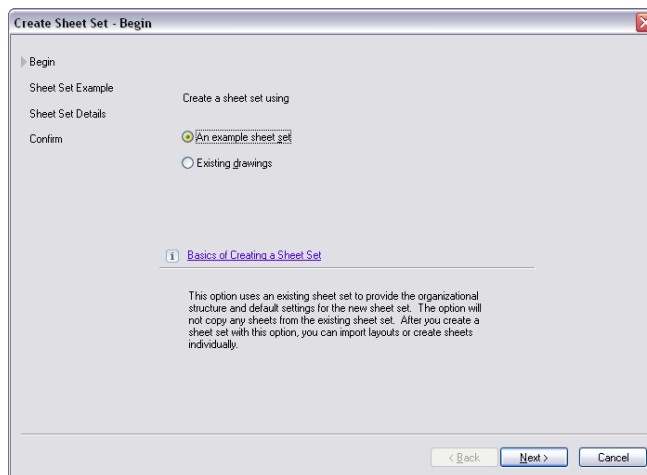 Create Sheet Set - Begin
Begin
Sheet Set Example
Sheet Set Details
Confirm
Create a sheet set using
An example sheet set
Existing drawings
Basics of Creating a Sheet Set
This option uses an existing sheet set to provide the organizational
structure and default settings for the new sheet set. The option will
not copy any sheets from the existing sheet set. After you create a
sheet set with this option, you can import layouts or create sheets
individually.
< Back
Next >
Cancel